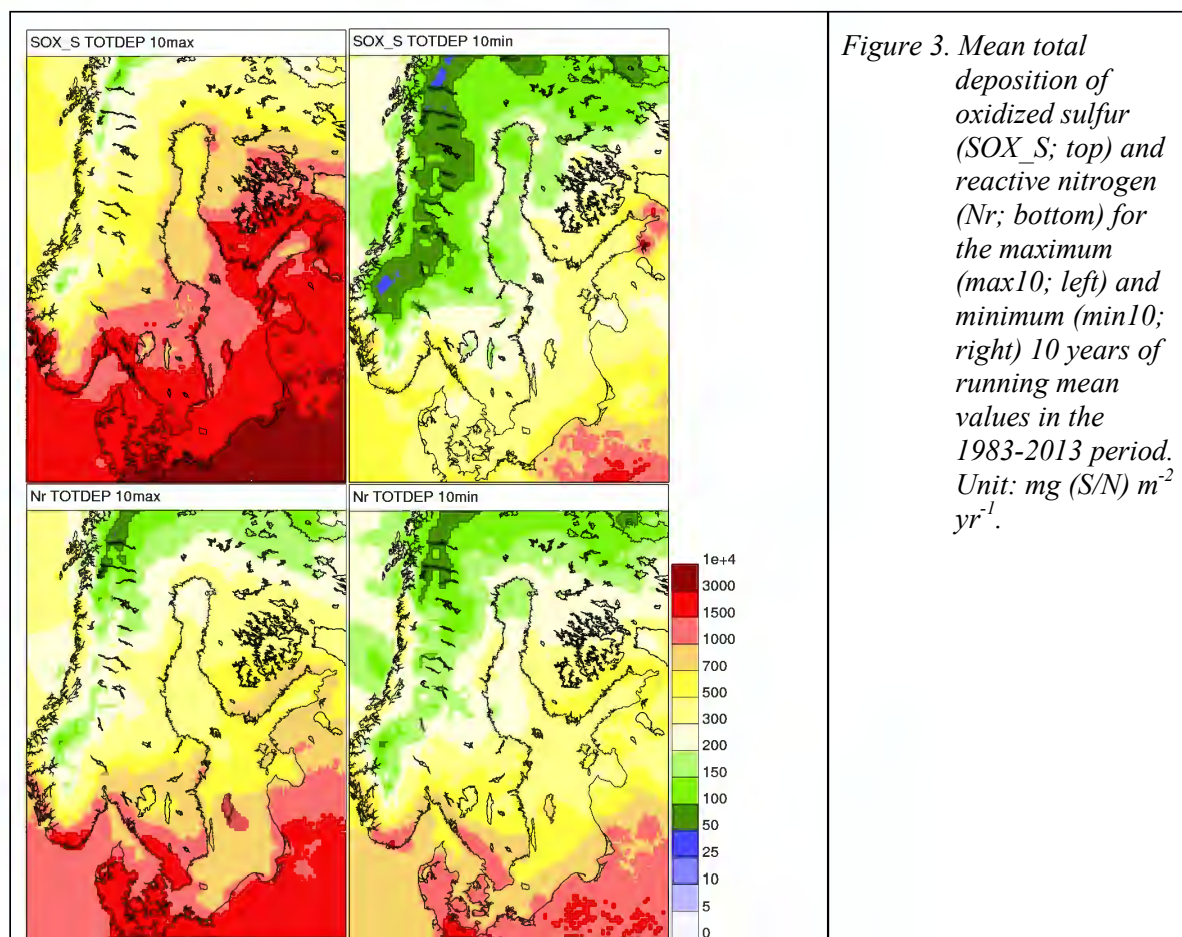 SOX_S TOTDEP 10max
SOX_S TOTDEP 10min
Nr TOTDEP 10max
Nr TOTDEP 10min
1e+4
3000
1500
1000
700
500
300
200
150
100
50
25
10
5
0
Figure 3. Mean total
deposition of
oxidized sulfur
(SOX_S; top) and
reactive nitrogen
(Nr; bottom) for
the maximum
(max10; left) and
minimum (min10;
right) 10 years of
running mean
values in the
1983-2013 period.
Unit: mg (S/N) m⁻²
yr⁻¹.